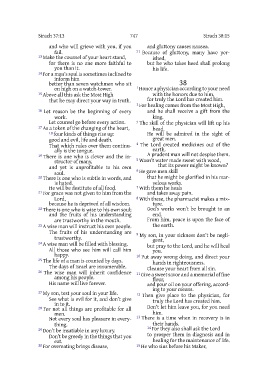 Sirach 37:13
747
Sirach 38:15
and who will grieve with you, if you
fail.
13 Make the counsel of your heart stand,
for there is no one more faithful to
you than it.
14 For a man's soul is sometimes inclined to
inform him
better than seven watchmen who sit
on high on a watch-tower.
15 Above all this ask the Most High
that he may direct your way in truth.
16 Let reason be the beginning of every
work.
Let counsel go before every action.
17 As a token of the changing of the heart,
18 four kinds of things rise up:
good and evil, life and death.
That which rules over them continu-
ally is the tongue.
19 There is one who is clever and the in-
structor of many,
and yet is unprofitable to his own
soul.
20 There is one who is subtle in words, and
is hated.
He will be destitute of all food.
21 For grace was not given to him from the
Lord,
because he is deprived of all wisdom.
22 There is one who is wise to his own soul;
and the fruits of his understanding
are trustworthy in the mouth.
23 A wise man will instruct his own people.
The fruits of his understanding are
trustworthy.
24 A wise man will be filled with blessing.
All those who see him will call him
happy.
25 The life of a man is counted by days.
The days of Israel are innumerable.
26 The wise man will inherit confidence
among his people.
His name will live forever.
27 My son, test your soul in your life.
See what is evil for it, and don't give
in to it.
28 For not all things are profitable for all
men.
Not every soul has pleasure in every-
thing.
29 Don't be insatiable in any luxury.
Don't be greedy in the things that you
eat.
30 For overeating brings disease,
and gluttony causes nausea.
31 Because of gluttony, many have per-
ished,
but he who takes heed shall prolong
his life.
38
1 Honor a physician according to your need
with the honors due to him,
for truly the Lord has created him.
2 For healing comes from the Most High,
and he shall receive a gift from the
king.
3 The skill of the physician will lift up his
head.
He will be admired in the sight of
great men.
4 The Lord created medicines out of the
earth.
A prudent man will not despise them.
5 Wasn't water made sweet with wood,
that its power might be known?
6 He gave men skill
that he might be glorified in his mar-
velous works.
7 With them he heals
and takes away pain.
8 With these, the pharmacist makes a mix-
ture.
God's works won't be brought to an
end.
From him, peace is upon the face of
the earth.
9 My son, in your sickness don't be negli-
gent,
but pray to the Lord, and he will heal
you.
10 Put away wrong doing, and direct your
hands in righteousness.
Cleanse your heart from all sin.
11 Give a sweet savor and a memorial of fine
flour,
and pour oil on your offering, accord-
ing to your means.
12 Then give place to the physician, for
truly the Lord has created him.
Don't let him leave you, for you need
him.
13 There is a time when in recovery is in
their hands.
14 For they also shall ask the Lord
to prosper them in diagnosis and in
healing for the maintenance of life.
15 He who sins before his Maker,